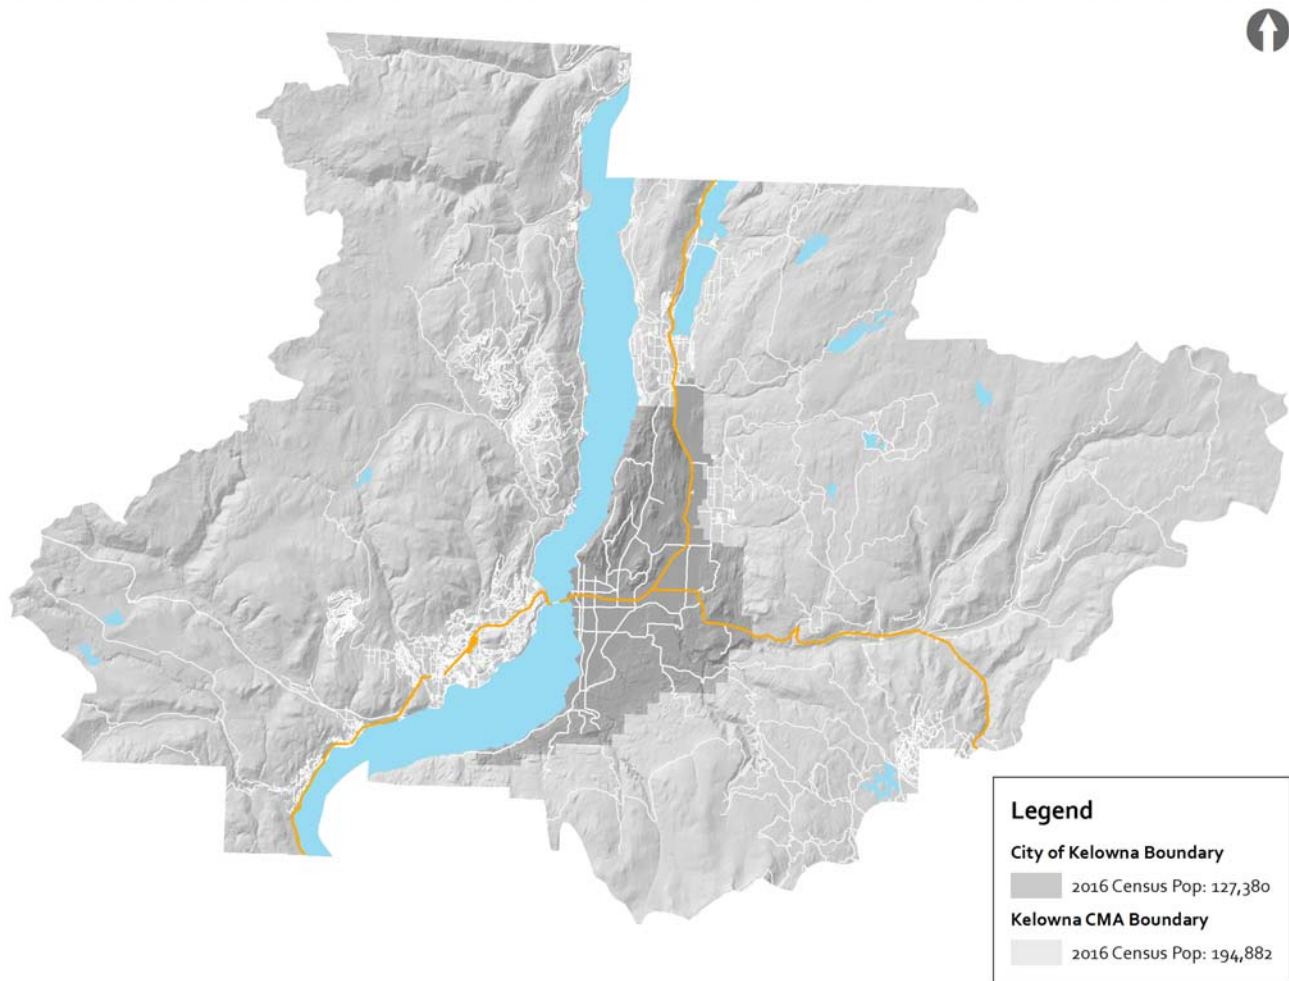 Legend
City of Kelowna Boundary
2016 Census Pop: 127,380
Kelowna CMA Boundary
2016 Census Pop: 194,882